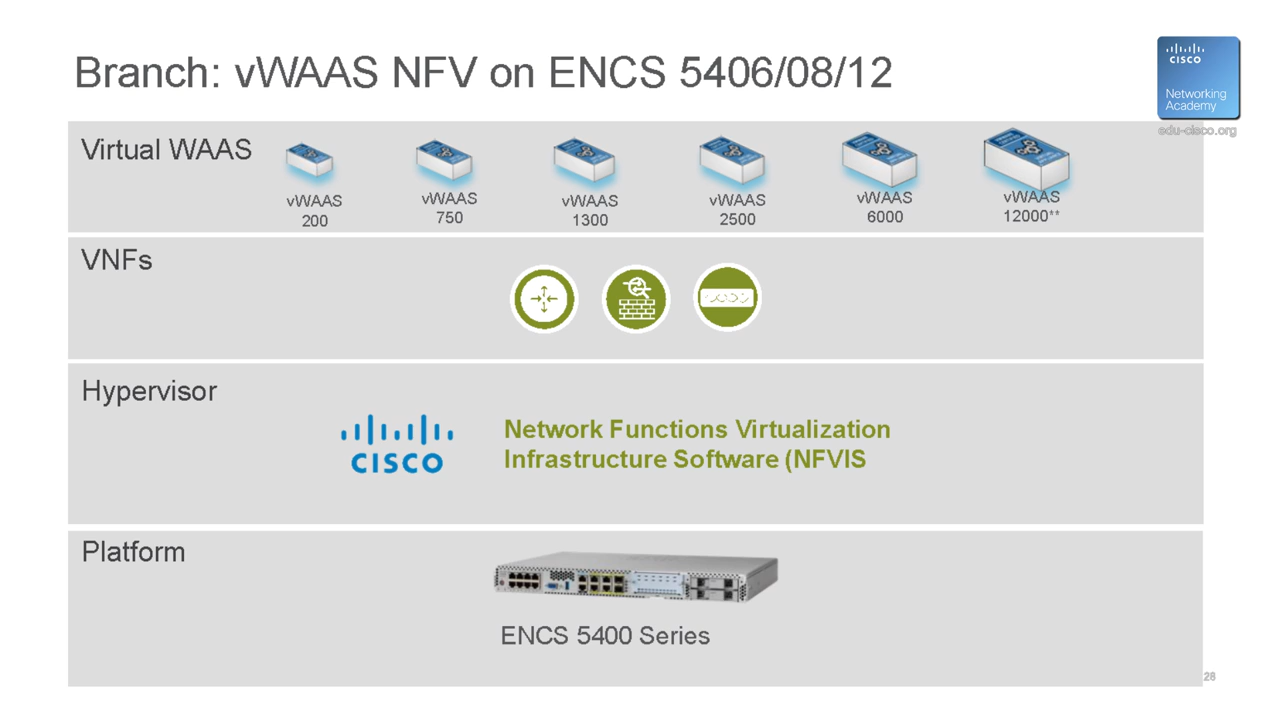 Branch: vWAAS NFV on ENCS 5406/08/12
CISCO
Networking
Academy
edu-cisco.org
Virtual WAAS
vWAAS
200
vWAAS
750
vWAAS
1300
vWAAS
2500
vWAAS
6000
vWAAS
12000**
VNFs
Hypervisor
CISCO
Network Functions Virtualization
Infrastructure Software (NFVIS
Platform
ENCS 5400 Series
28